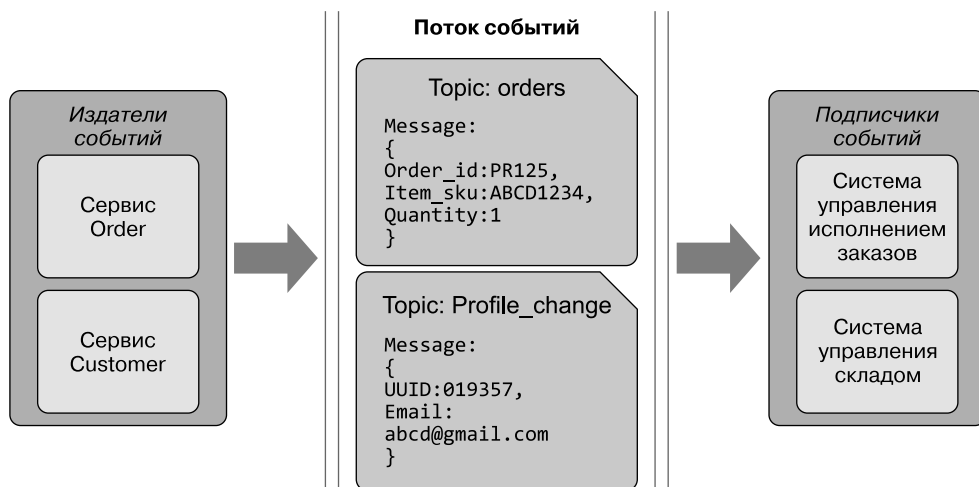 Поток событий
Издатели
событий
Сервис
Order
Сервис
Customer
Topic: orders
Message:
{
Order_id:PR125,
Item_sku:ABCD1234,
Quantity:1
}
Topic: Profile_change
Message:
{
UUID:019357,
Email:
abcd@gmail.com
}
Подписчики
событий
Система
управления
исполнением
заказов
Система
управления
складом